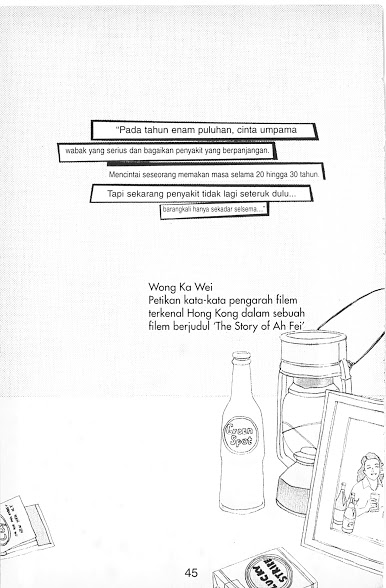 "Pada tahun enam puluhan, cinta umpama
wabak yang serius dan bagaikan penyakit yang berpanjangan.
Mencintai seseorang memakan masa selama 20 hingga 30 tahun.
Tapi sekarang penyakit tidak lagi seteruk dulu...
barangkali hanya sekadar selsema..."
Wong Ka Wei
Petikan kata-kata pengarah filem
terkenal Hong Kong dalam sebuah
filem berjudul 'The Story of Ah Fei'
Green
Spot
LUCKY
STRIKE
45